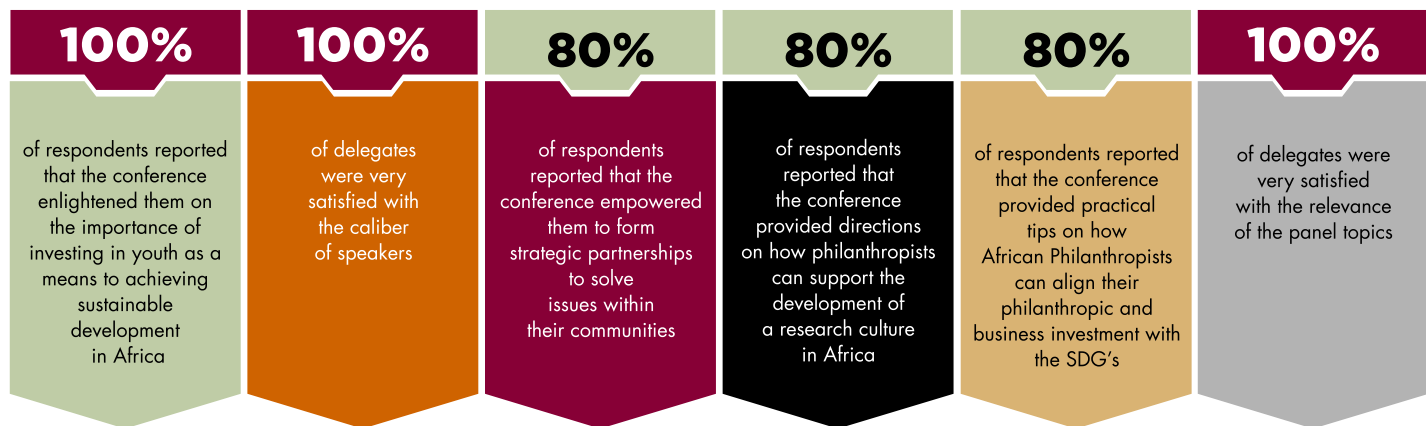 100%
of respondents reported
that the conference
enlightened them on
the importance of
investing in youth as a
means to achieving
sustainable
development
in Africa
100%
of delegates
were very
satisfied with
the caliber
of speakers
80%
of respondents
reported that the
conference empowered
them to form
strategic partnerships
to solve
issues within
their communities
80%
of respondents
reported that
the conference
provided directions
on how philanthropists
can support the
development of
a research culture
in Africa
80%
of respondents reported
that the conference
provided practical
tips on how
African Philanthropists
can align their
philanthropic and
business investment with
the SDG's
100%
of delegates were
very satisfied
with the relevance
of the panel topics